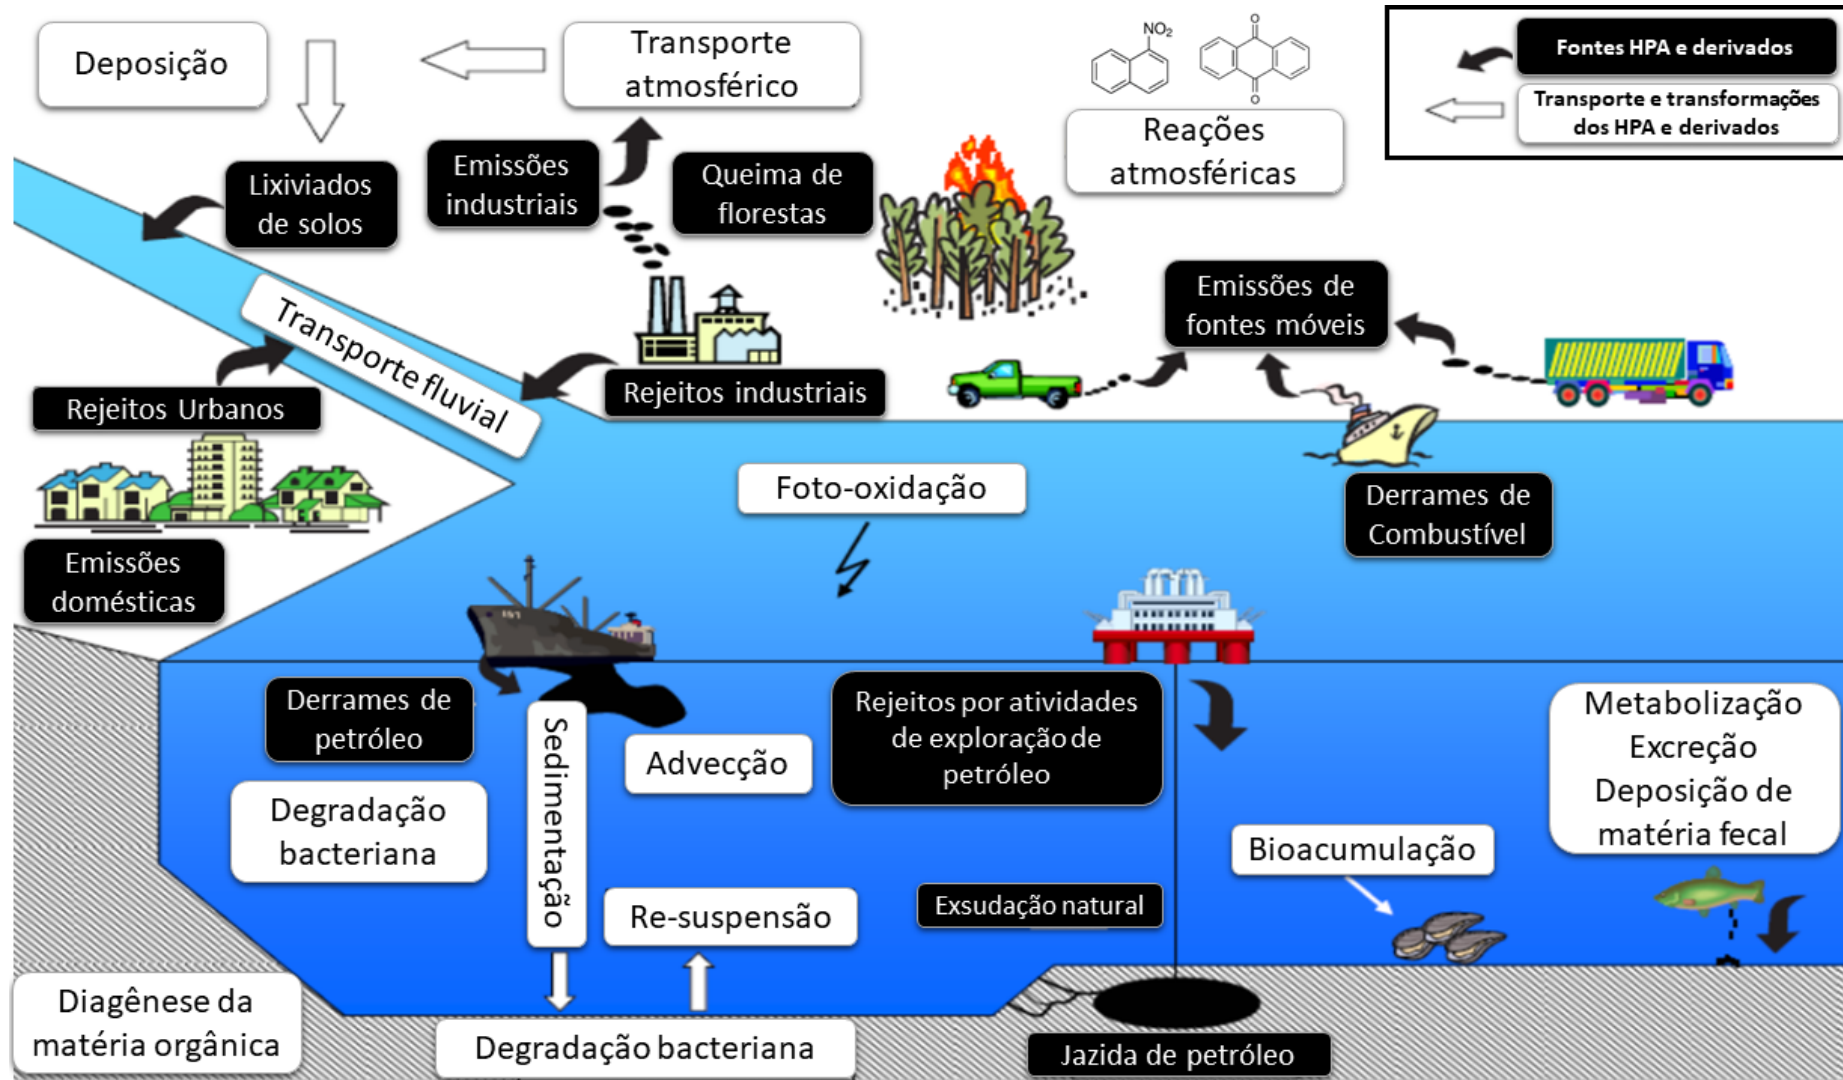 Deposição
Transporte
atmosférico
NO₂
O
O
Reações
atmosféricas
Fontes HPA e derivados
Transporte e transformações
dos HPA e derivados
Lixiviados
de solos
Emissões
industriais
Queima de
florestas
Emissões de
fontes móveis
Transporte fluvial
Rejeitos Urbanos
Rejeitos industriais
Emissões
domésticas
Foto-oxidação
Derrames de
Combustível
Derrames de
petróleo
Sedimentação
Advecção
Rejeitos por atividades
de exploração de
petróleo
Metabolização
Excreção
Deposição de
matéria fecal
Degradação
bacteriana
Bioacumulação
Re-suspensão
Exsudação natural
Diagênese da
matéria orgânica
Degradação bacteriana
Jazida de petróleo